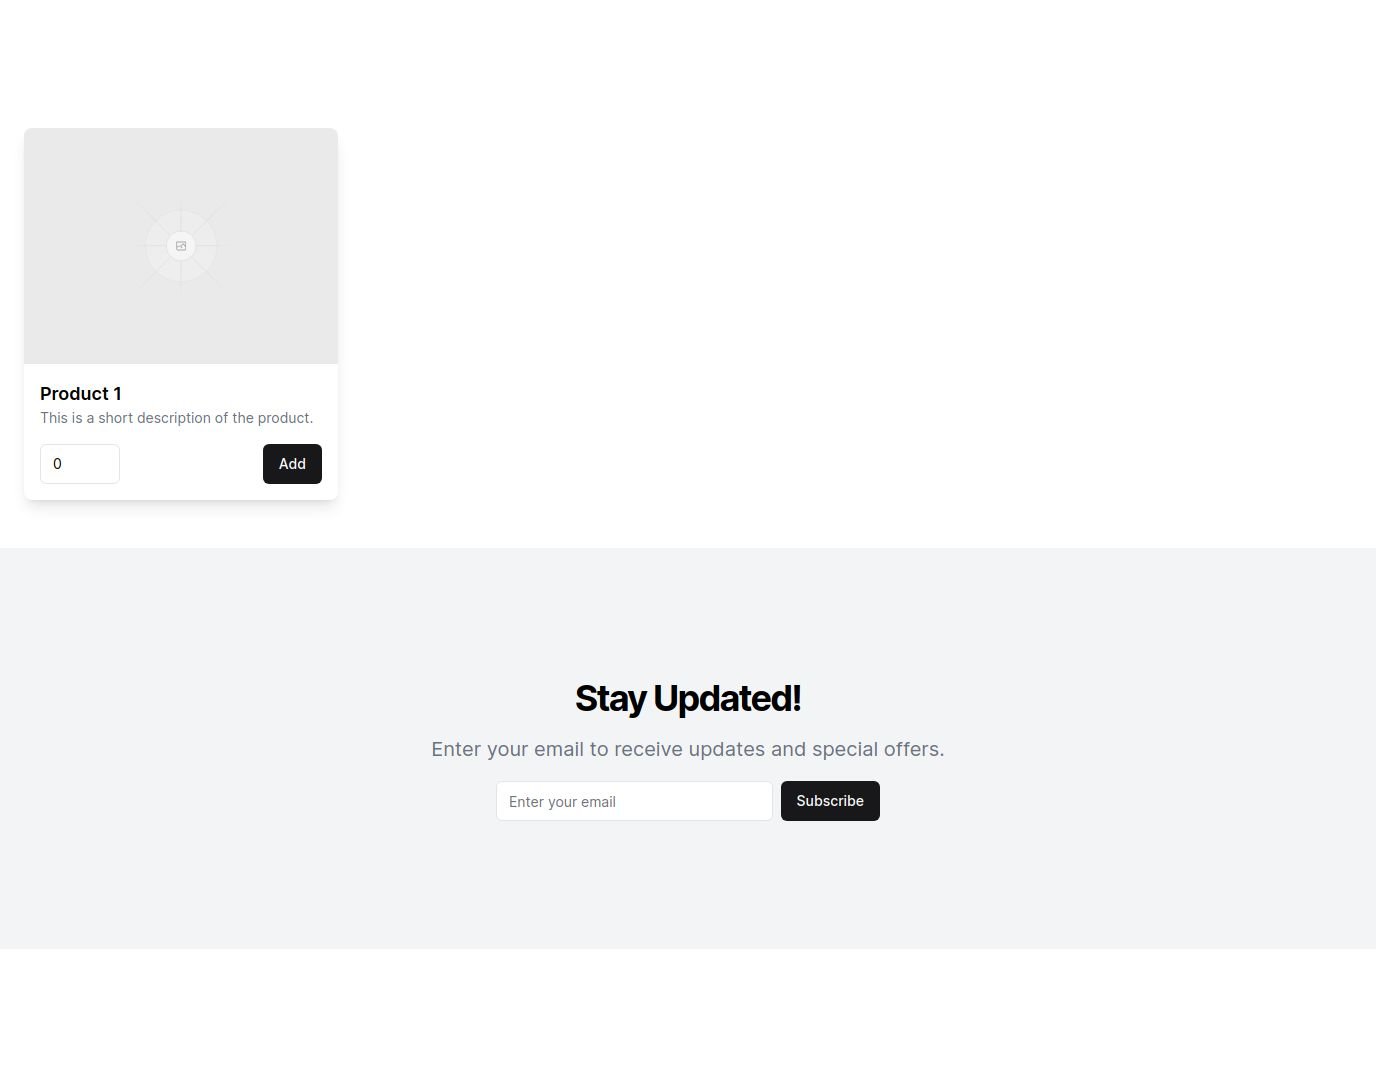 Product 1
This is a short description of the product.
0
Add
Stay Updated!
Enter your email to receive updates and special offers.
Enter your email
Subscribe